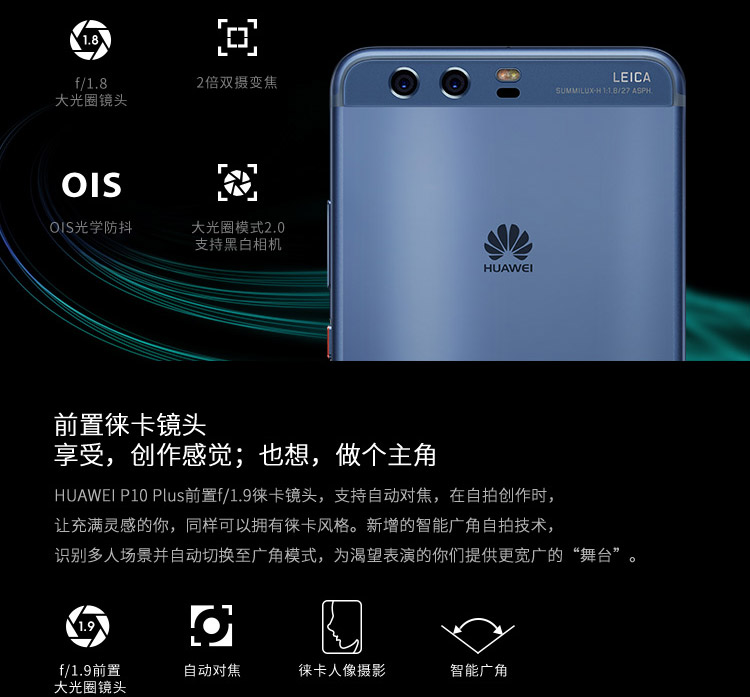 1.8
f/1.8
大光圈镜头
2倍双摄变焦
OIS
OIS光学防抖
大光圈模式2.0
支持黑白相机
LEICA
SUMMILUX-H 1:1.8/27 ASPH.
HUAWEI
前置徕卡镜头
享受，创作感觉；也想，做个主角
HUAWEI P10 Plus前置f/1.9徕卡镜头，支持自动对焦，在自拍创作时，
让充满灵感的你，同样可以拥有徕卡风格。新增的智能广角自拍技术，
识别多人场景并自动切换至广角模式，为渴望表演的你们提供更宽广的“舞台”。
1.9
f/1.9前置
大光圈镜头
自动对焦
徕卡人像摄影
智能广角